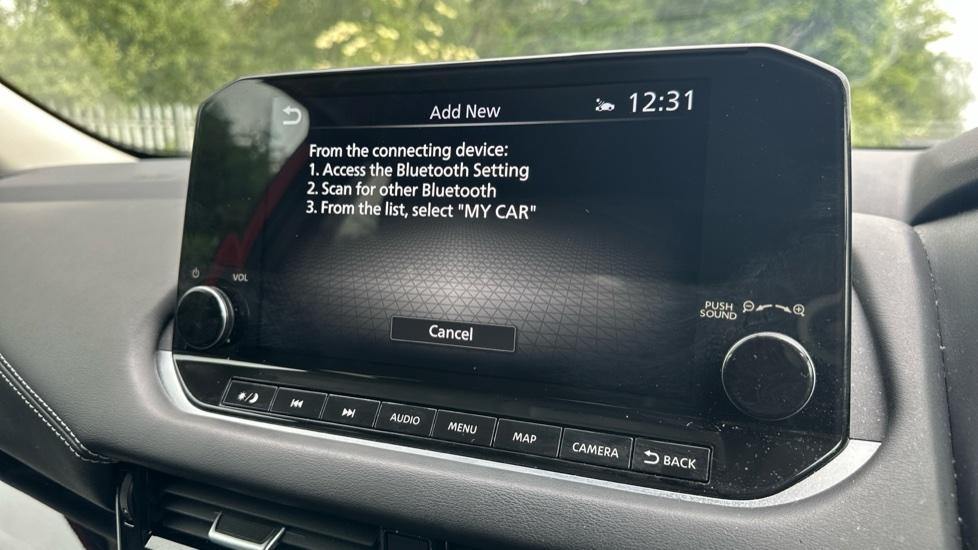 Add New
12:31
From the connecting device:
1. Access the Bluetooth Setting
2. Scan for other Bluetooth
3. From the list, select "MY CAR"
VOL
PUSH
SOUND
Cancel
AUDIO
MENU
MAP
CAMERA
BACK